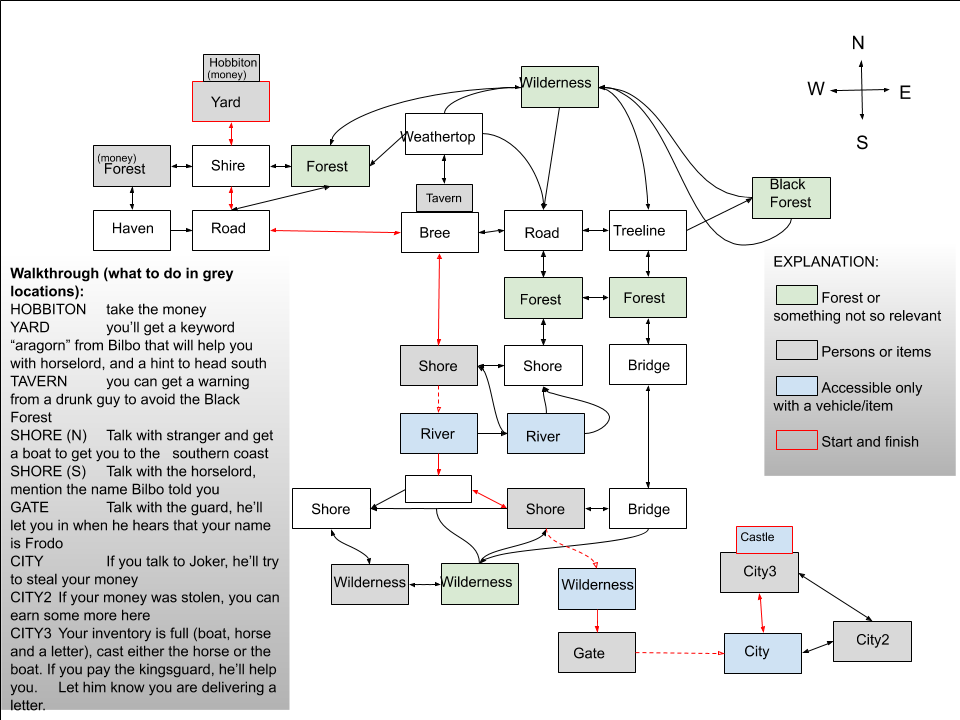 N
W E
S
Hobbiton
(money)
Yard
Wilderness
Weathertop
(money)
Forest
Shire
Forest
Tavern
Black
Forest
Haven
Road
Bree
Road
Treeline
Forest
Forest
Shore
Shore
Bridge
River
River
Shore
Shore
Bridge
Wilderness
Wilderness
Wilderness
Castle
City3
Gate
City
City2
Walkthrough (what to do in grey
locations):
HOBBITON take the money
YARD you’ll get a keyword
“aragorn” from Bilbo that will help you
with horselord, and a hint to head south
TAVERN you can get a warning
from a drunk guy to avoid the Black
Forest
SHORE (N) Talk with stranger and get
a boat to get you to the southern coast
SHORE (S) Talk with the horselord,
mention the name Bilbo told you
GATE Talk with the guard, he’ll
let you in when he hears that your name
is Frodo
CITY If you talk to Joker, he’ll try
to steal your money
CITY2 If your money was stolen, you can
earn some more here
CITY3 Your inventory is full (boat, horse
and a letter), cast either the horse or the
boat. If you pay the kingsguard, he’ll help
you. Let him know you are delivering a
letter.
EXPLANATION:
Forest or
something not so relevant
Persons or items
Accessible only
with a vehicle/item
Start and finish